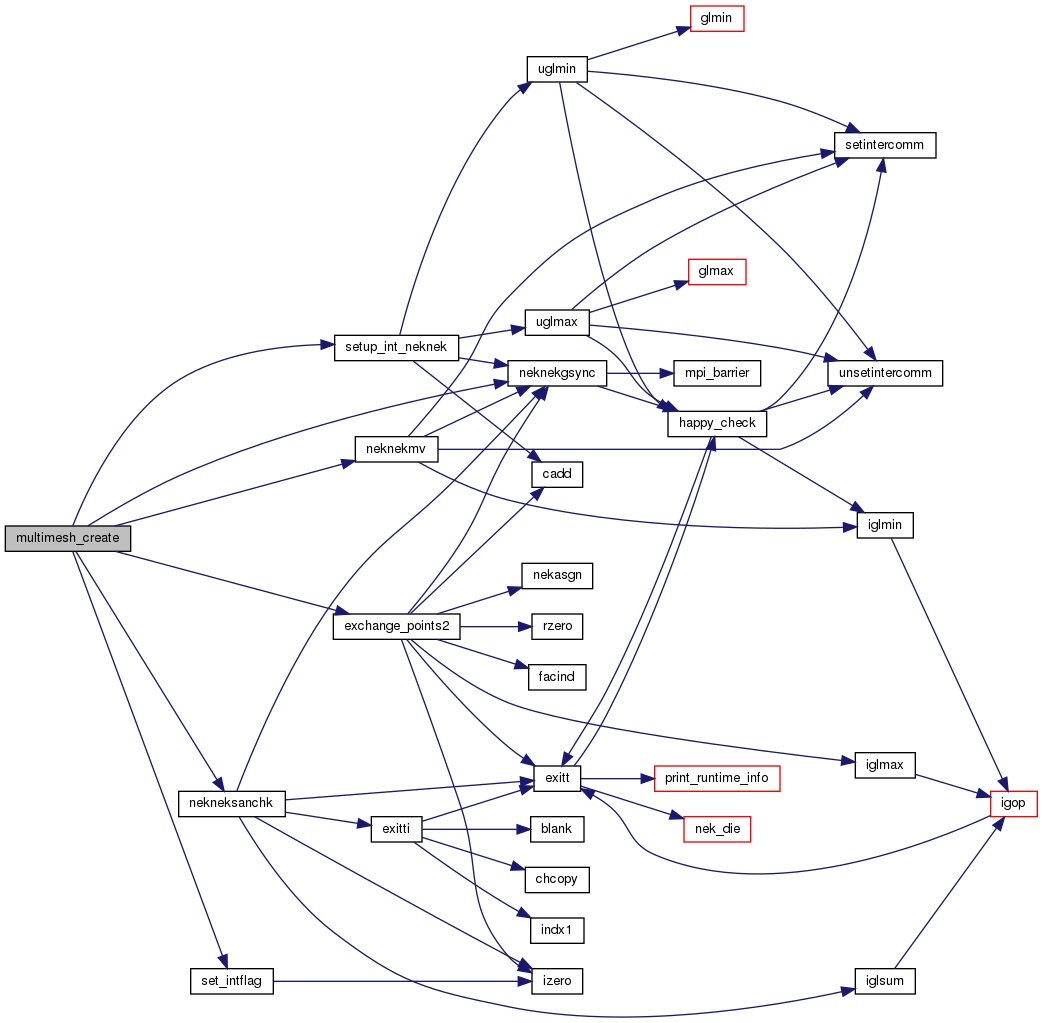 glmin
uglmin
setintercomm
glmax
uglmax
setup_int_neknek
neknekgsync
mpi_barrier
unsetintercomm
happy_check
neknekmv
cadd
iglmin
multimesh_create
nekasgn
exchange_points2
rzero
facind
iglmax
exitt
print_runtime_info
nekneksanchk
igop
exitti
blank
nek_die
chcopy
indx1
set_intflag
izero
iglsum